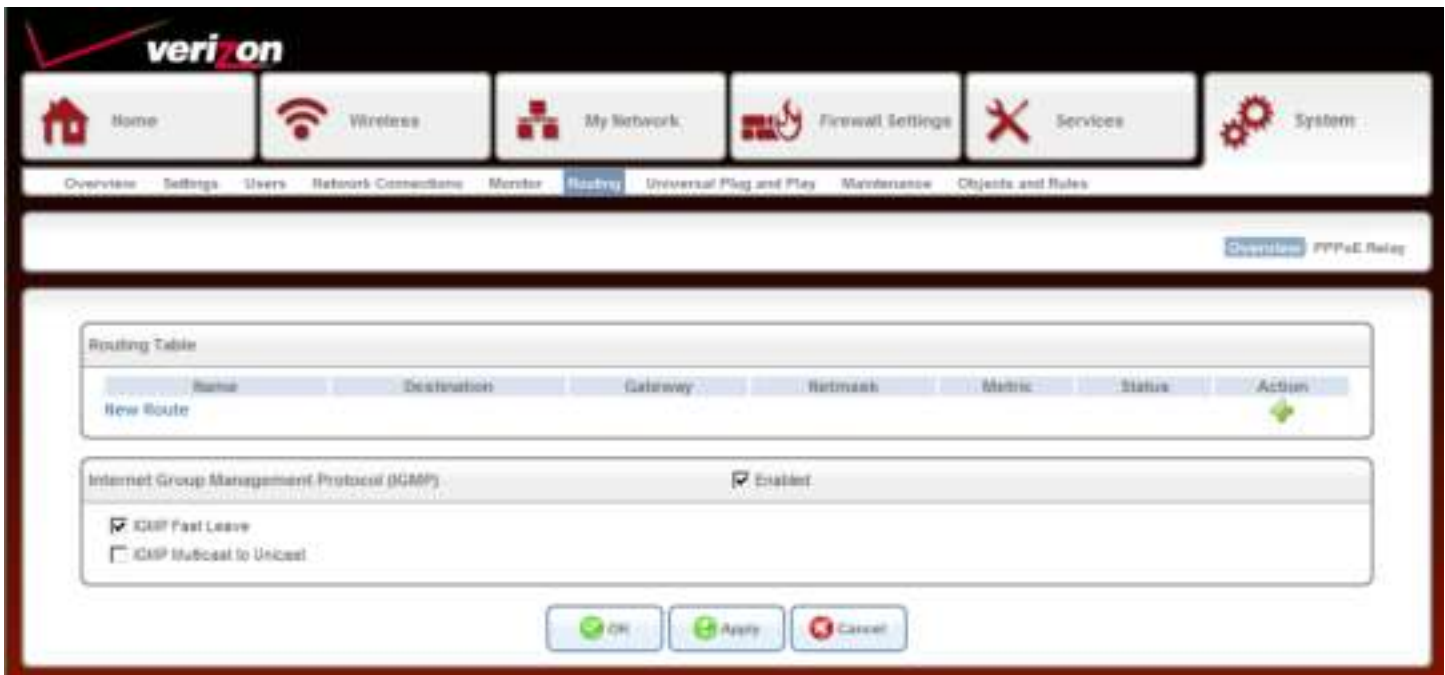 verizon
Home Wireless My Network Firewall Settings Services System
Overview Settings Users Network Connections Monitor Routing Universal Plug and Play Maintenance Objects and Rules
Overview PPPoE Relay
Routing Table
Name Destination Gateway Netmask Metric Status Action
New Route
Internet Group Management Protocol (IGMP) Enabled
IGMP Fast Leave
IGMP Multicast to Unicast
OK Apply Cancel